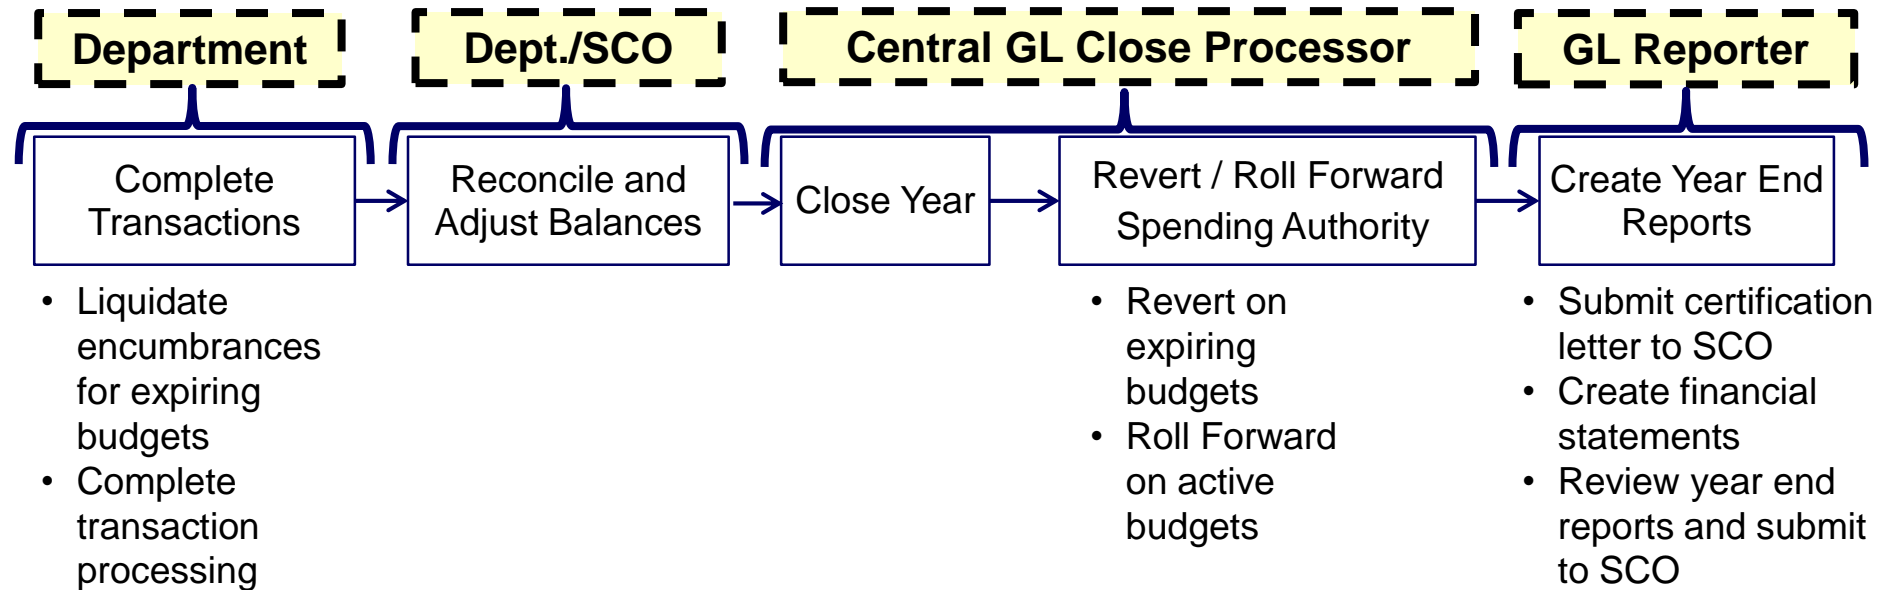 Department
Dept./SCO
Central GL Close Processor
GL Reporter
Complete
Transactions
Reconcile and
Adjust Balances
Close Year
Revert / Roll Forward
Spending Authority
Create Year End
Reports
• Liquidate
encumbrances
for expiring
budgets
• Complete
transaction
processing
• Revert on
expiring
budgets
• Roll Forward
on active
budgets
• Submit certification
letter to SCO
• Create financial
statements
• Review year end
reports and submit
to SCO